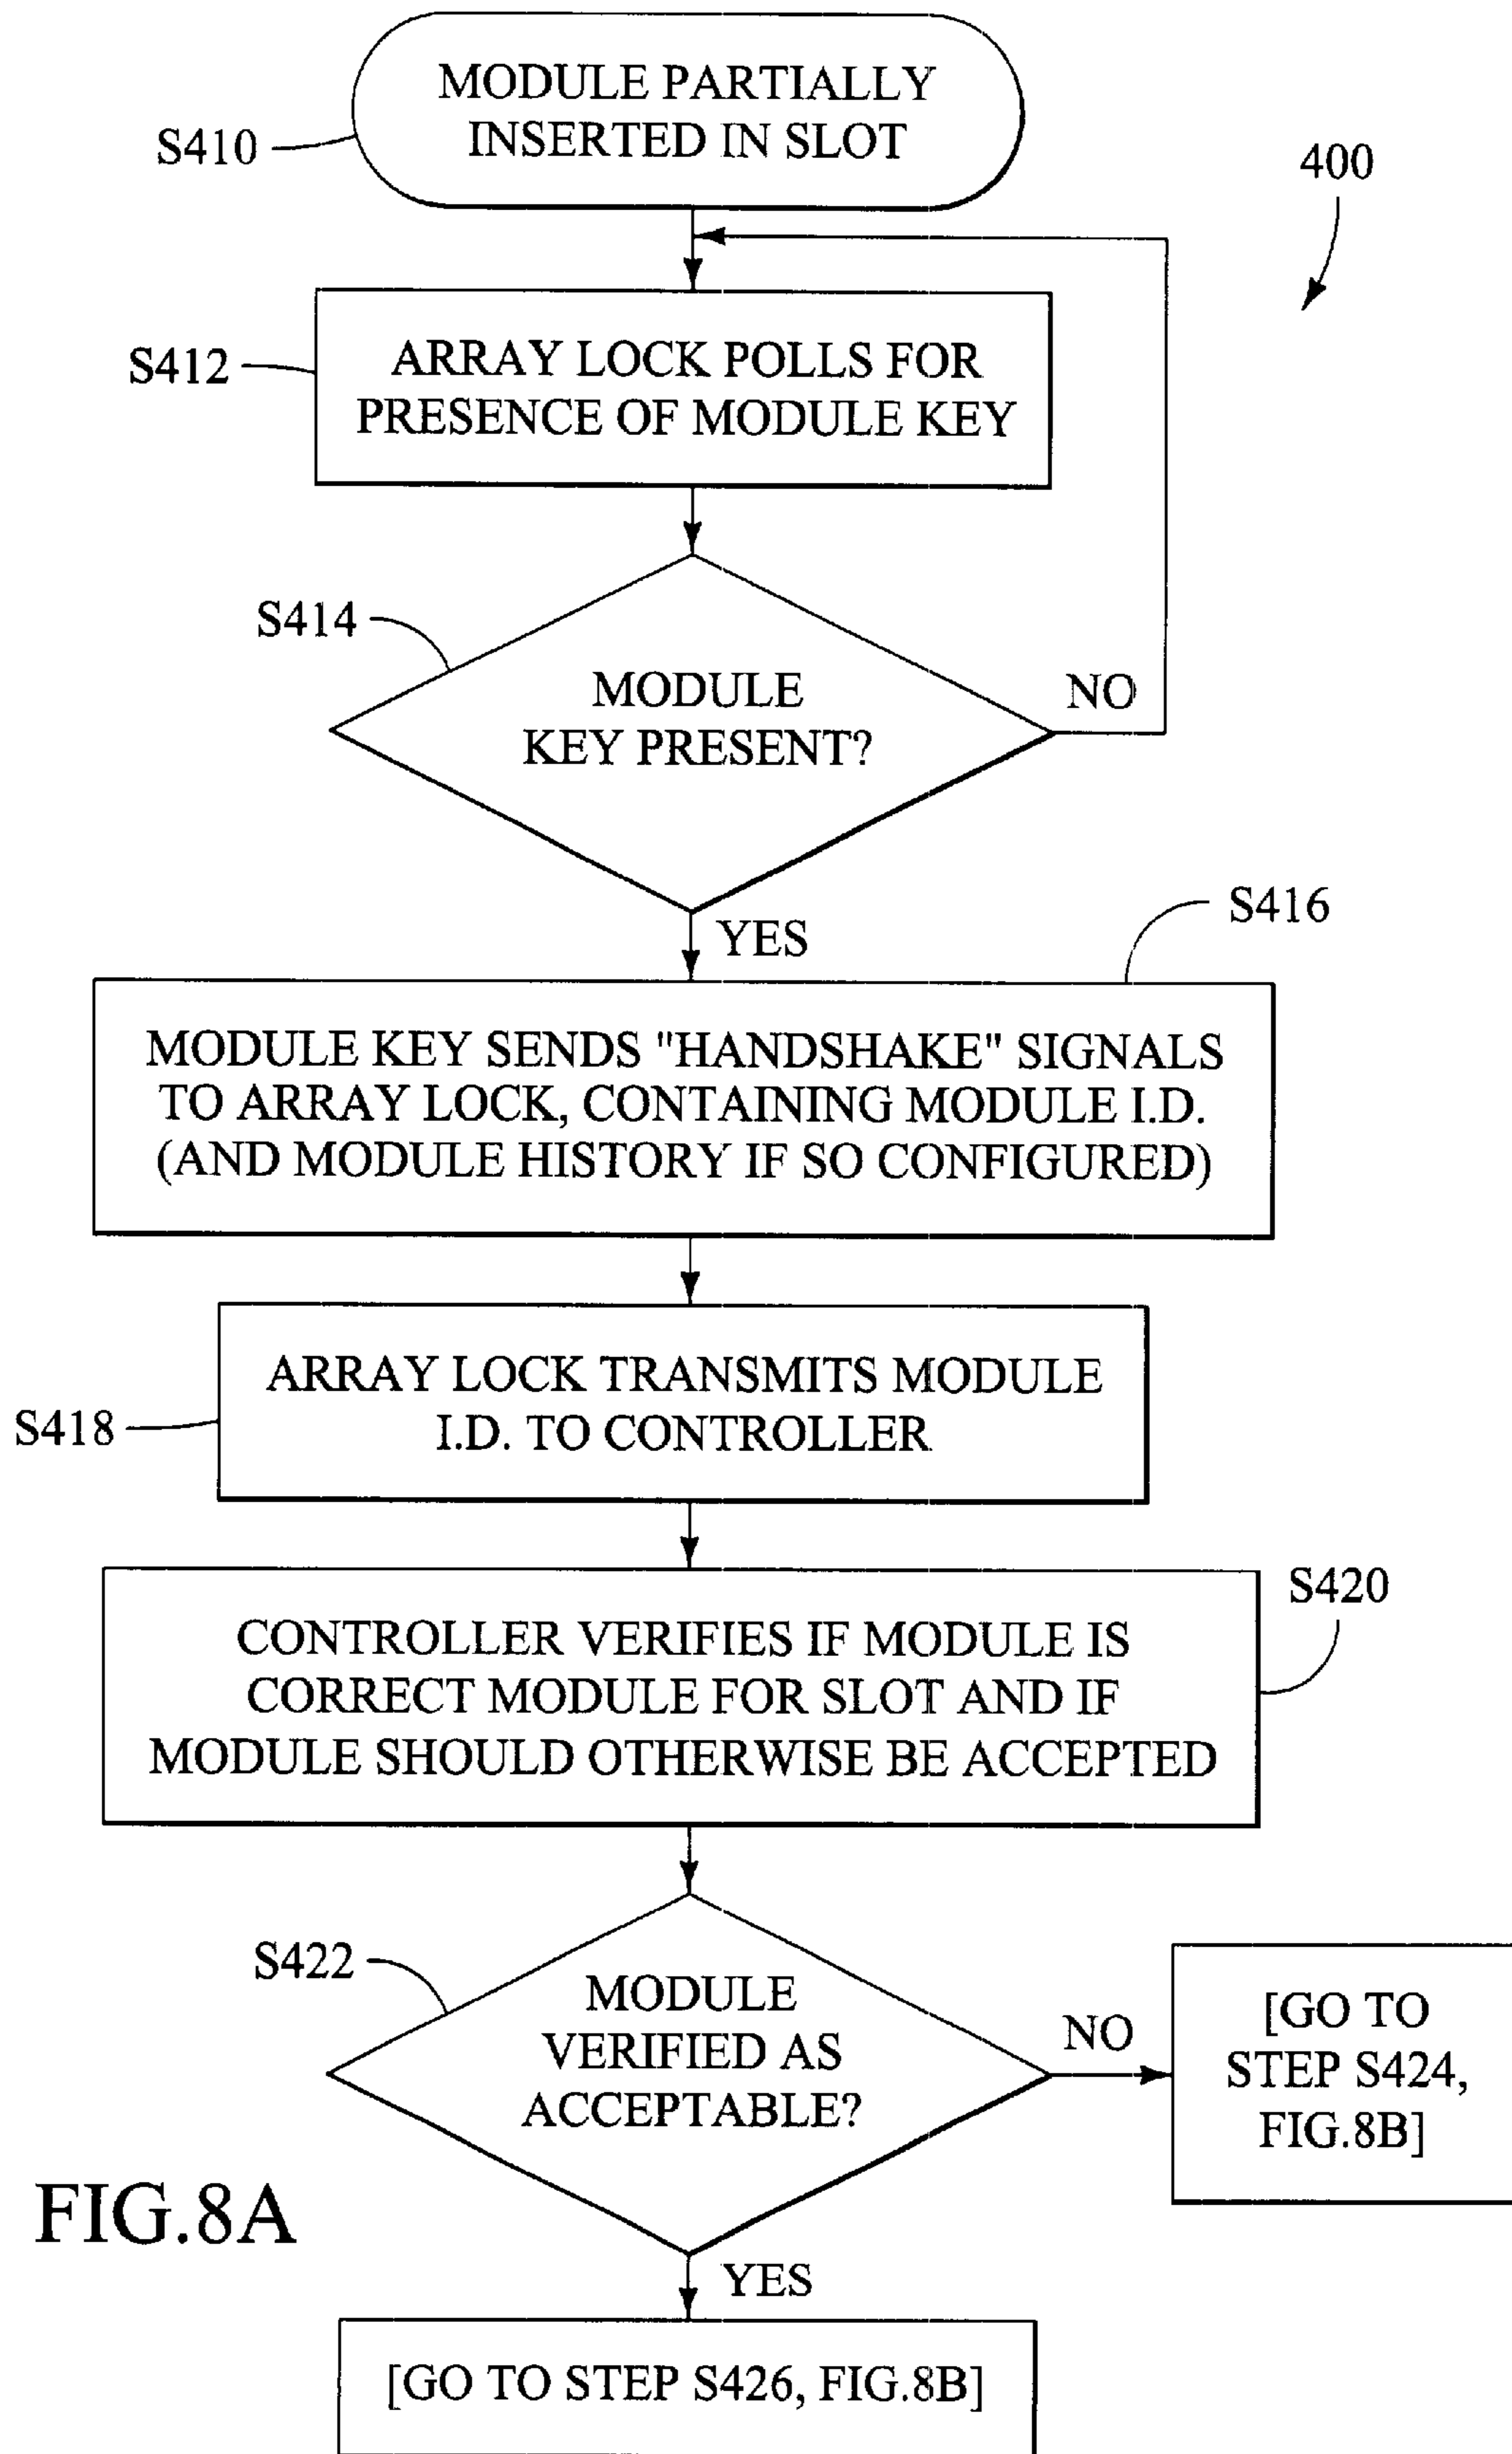 MODULE PARTIALLY
INSERTED IN SLOT
S410
400
S412
ARRAY LOCK POLLS FOR
PRESENCE OF MODULE KEY
S414
MODULE
KEY PRESENT?
NO
YES
S416
MODULE KEY SENDS "HANDSHAKE" SIGNALS
TO ARRAY LOCK, CONTAINING MODULE I.D.
(AND MODULE HISTORY IF SO CONFIGURED)
ARRAY LOCK TRANSMITS MODULE
I.D. TO CONTROLLER
S418
S420
CONTROLLER VERIFIES IF MODULE IS
CORRECT MODULE FOR SLOT AND IF
MODULE SHOULD OTHERWISE BE ACCEPTED
S422
MODULE
VERIFIED AS
ACCEPTABLE?
NO
[GO TO
STEP S424,
FIG.8B]
FIG.8A
YES
[GO TO STEP S426, FIG.8B]